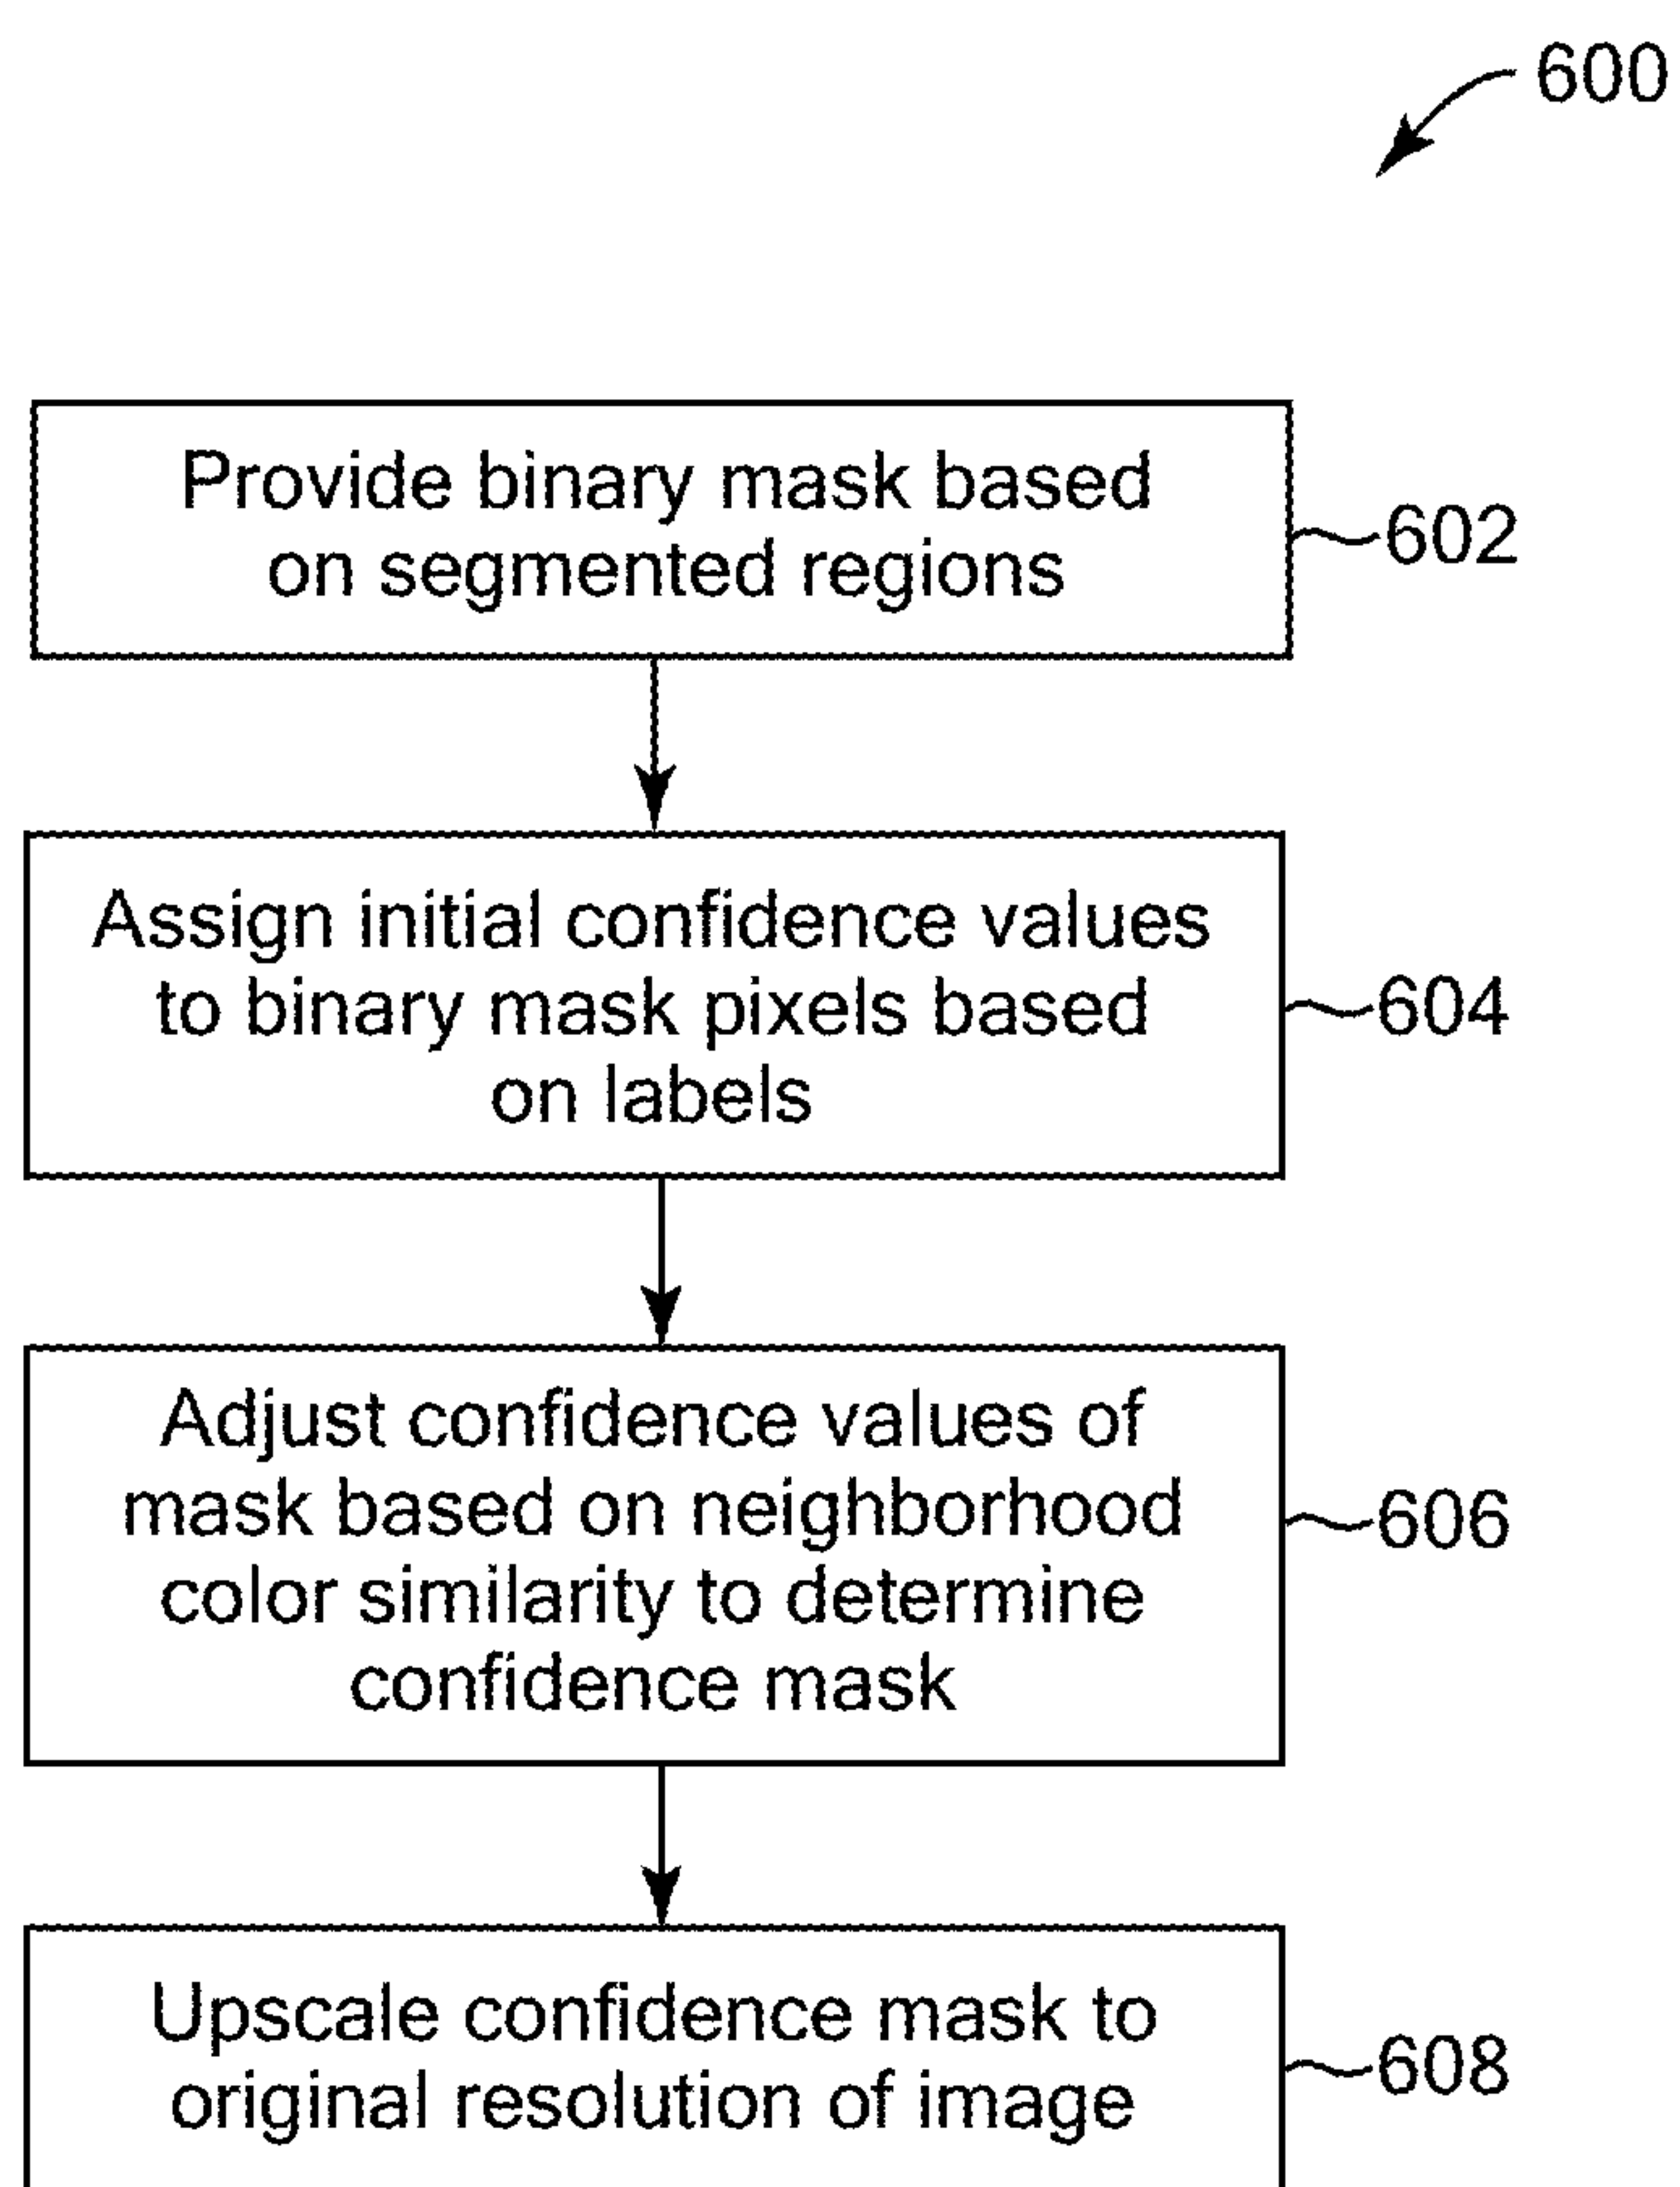 600
Provide binary mask based
on segmented regions
602
Assign initial confidence values
to binary mask pixels based
on labels
604
Adjust confidence values of
mask based on neighborhood
color similarity to determine
confidence mask
606
Upscale confidence mask to
original resolution of image
608